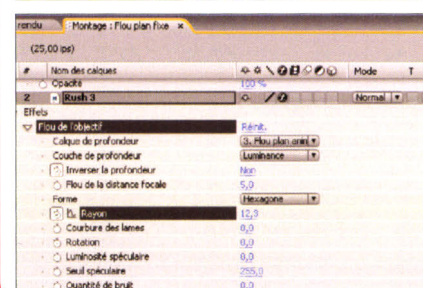 rendu Montage : Flou plan fixe ×
(25,00 ips)
# Nom des calques Mode T
Opacité 100 %
2 Rush 3 Normal
Effets
Flou de l'objectif Réinit.
Calque de profondeur 3. Flou plan anim
Couche de profondeur Luminance
Inverser la profondeur Non
Flou de la distance focale 5,0
Forme Hexagone
Rayon 12,3
Courbure des lames 0,0
Rotation 0,0
Luminosité spéculaire 0,0
Seuil spéculaire 255,0
Quantité de bruit 0,0